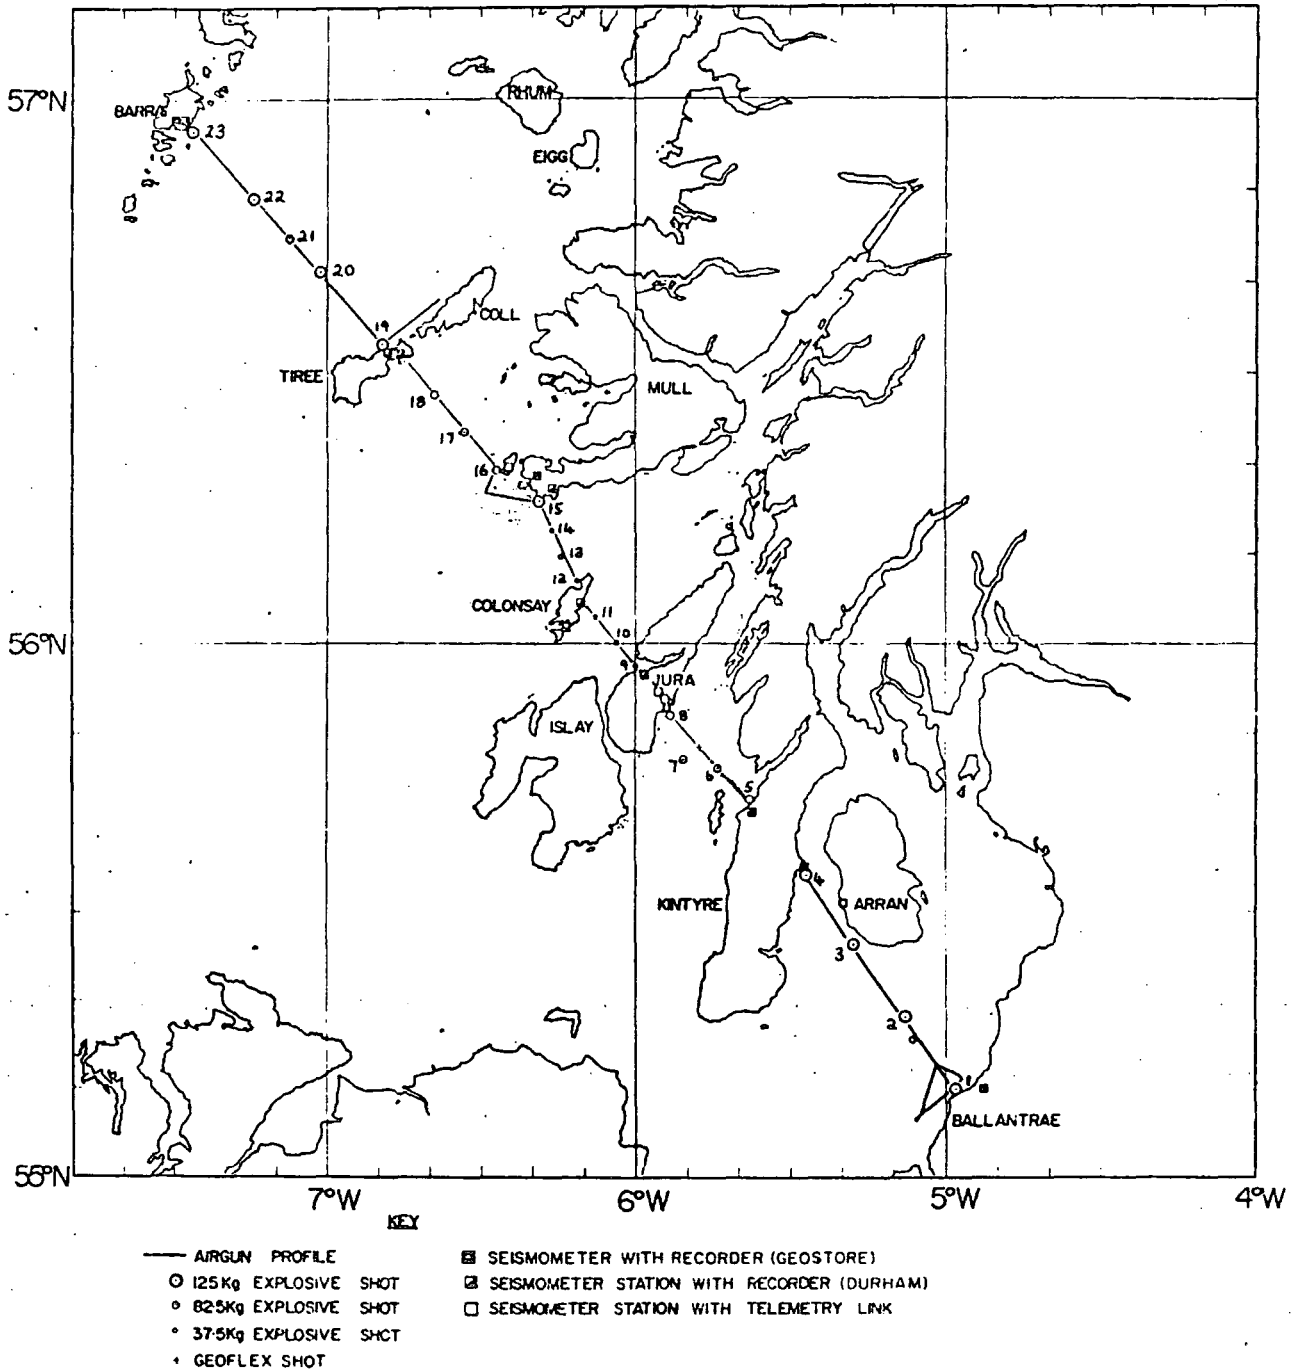 57°N
BARRA
23
RHUM
EIGG
22
21
20
19
COLL
TIREE
MULL
18
17
16
15
14
13
12
COLONSAY
11
10
56°N
9
JURA
8
ISLAY
7
6
5
4
KINTYRE
ARRAN
3
2
1
BALLANTRAE
55°N
7°W
6°W
5°W
4°W
KEY
AIRGUN PROFILE
125Kg EXPLOSIVE SHOT
82·5Kg EXPLOSIVE SHOT
37·5Kg EXPLOSIVE SHOT
GEOFLEX SHOT
SEISMOMETER WITH RECORDER (GEOSTORE)
SEISMOMETER STATION WITH RECORDER (DURHAM)
SEISMOMETER STATION WITH TELEMETRY LINK